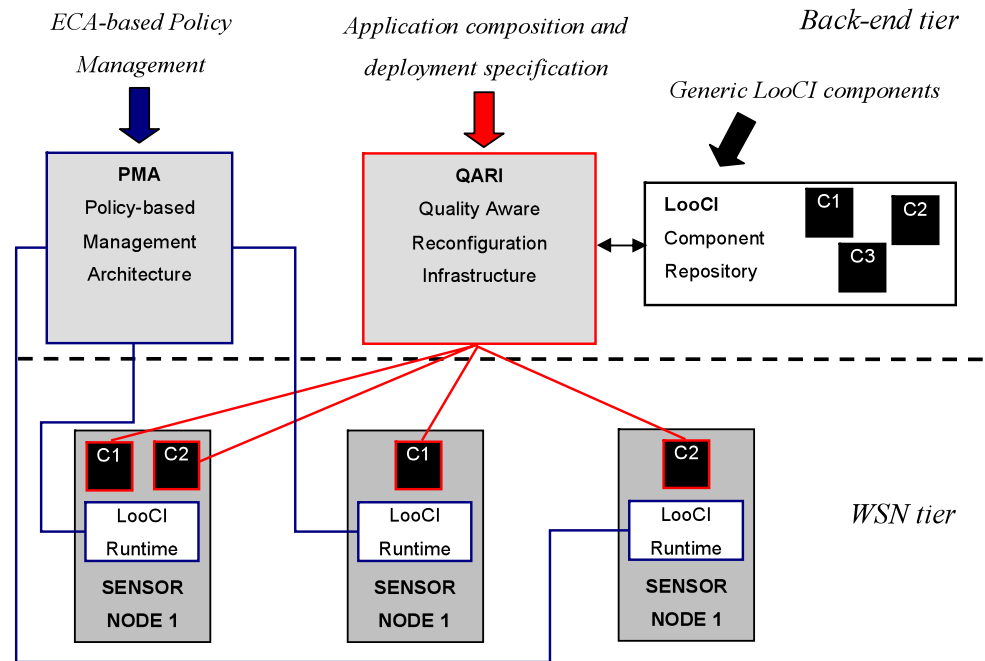 ECA-based Policy
Management
Application composition and
deployment specification
Back-end tier
Generic LooCI components
PMA
Policy-based
Management
Architecture
QARI
Quality Aware
Reconfiguration
Infrastructure
LooCI
Component
Repository
C1
C2
C3
C1
C2
LooCI
Runtime
SENSOR
NODE 1
C1
LooCI
Runtime
SENSOR
NODE 1
C2
LooCI
Runtime
SENSOR
NODE 1
WSN tier